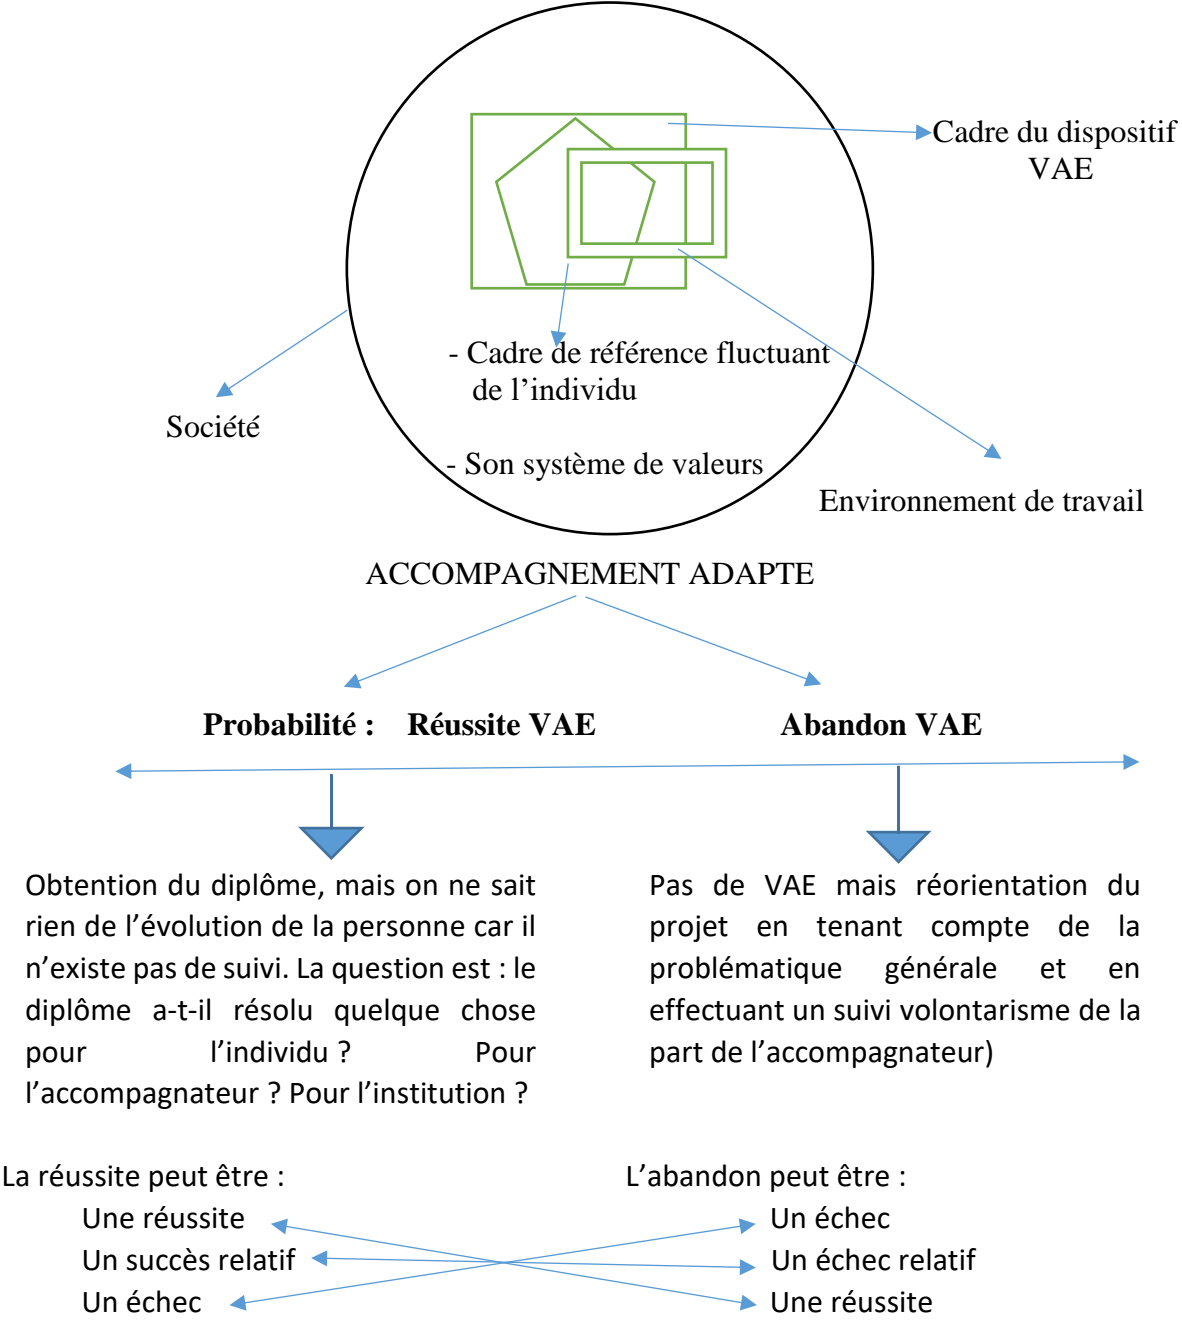 Cadre du dispositif
VAE
- Cadre de référence fluctuant
de l’individu
Société
- Son système de valeurs
Environnement de travail
ACCOMPAGNEMENT ADAPTE
Probabilité : Réussite VAE
Abandon VAE
Obtention du diplôme, mais on ne sait
rien de l’évolution de la personne car il
n’existe pas de suivi. La question est : le
diplôme a-t-il résolu quelque chose
pour l’individu ? Pour
l’accompagnateur ? Pour l’institution ?
Pas de VAE mais réorientation du
projet en tenant compte de la
problématique générale et en
effectuant un suivi volontarisme de la
part de l’accompagnateur)
La réussite peut être :
Une réussite
Un succès relatif
Un échec
L’abandon peut être :
Un échec
Un échec relatif
Une réussite